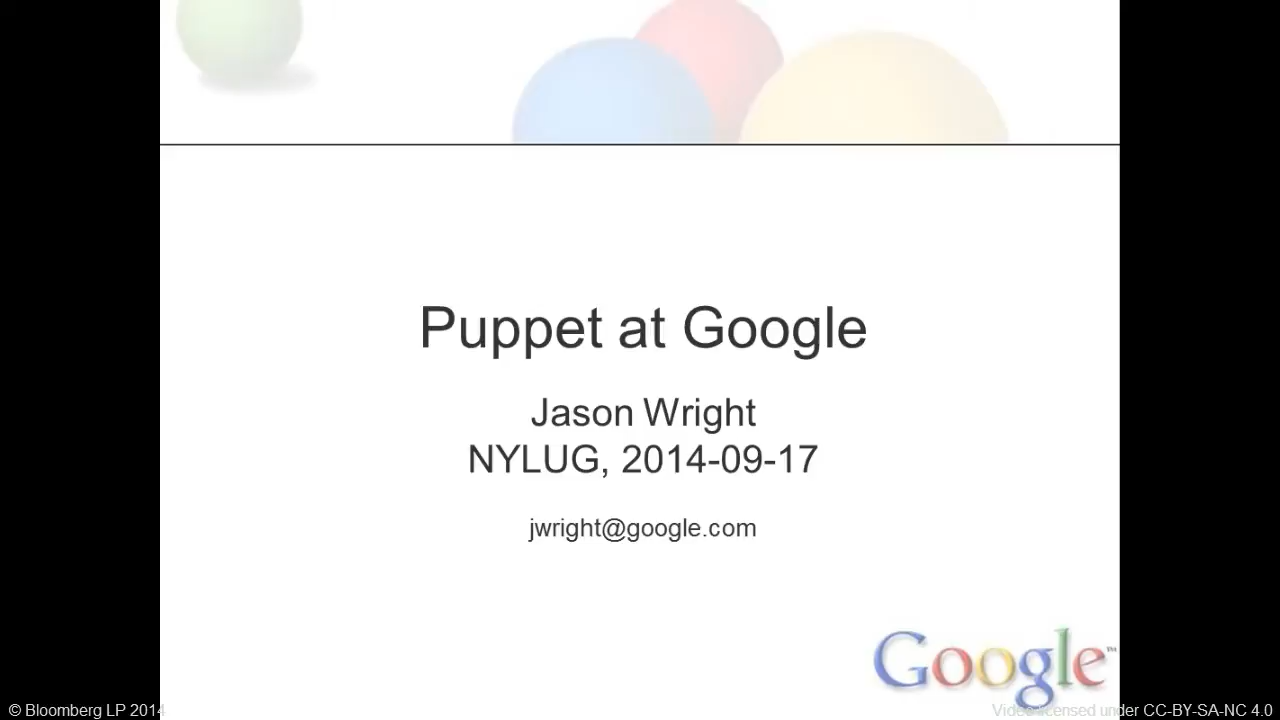 Puppet at Google
Jason Wright
NYLUG, 2014-09-17
jwright@google.com
Google™
© Bloomberg LP 2014
Video licensed under CC-BY-SA-NC 4.0